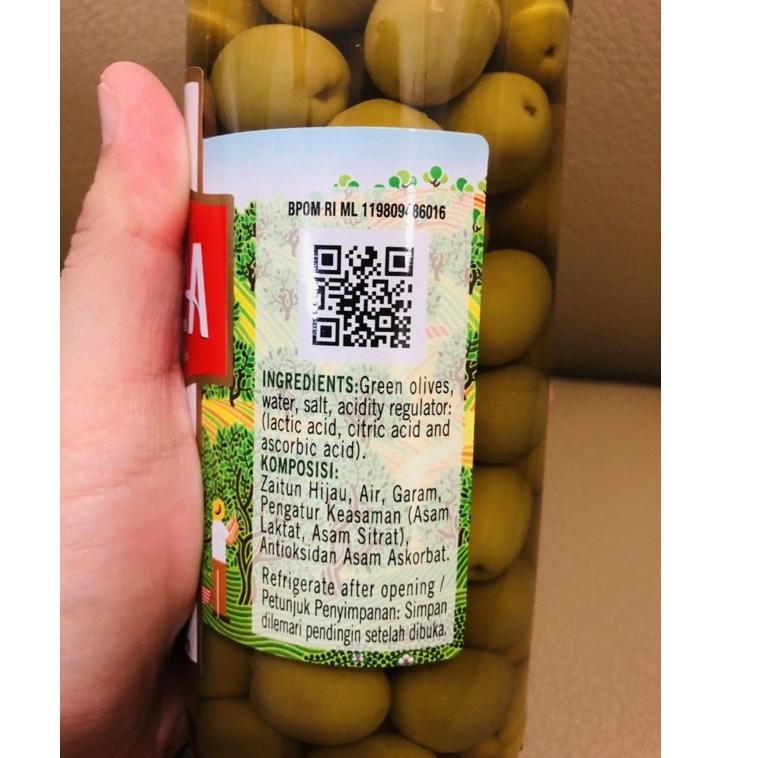 BPOM RI ML
A
INGREDIENTS:Green olives,
water, salt, acidity regulator:
(lactic acid, citric acid and
ascorbic acid).
KOMPOSISI:
Zaitun Hijau, Air, Garam,
Pengatur Keasaman (Asam
Laktat, Asam Sitrat),
Antioksidan Asam Askorbat.
Refrigerate after opening /
Petunjuk Penyimpanan: Simpan
dilemari pendingin setelah dibuka.